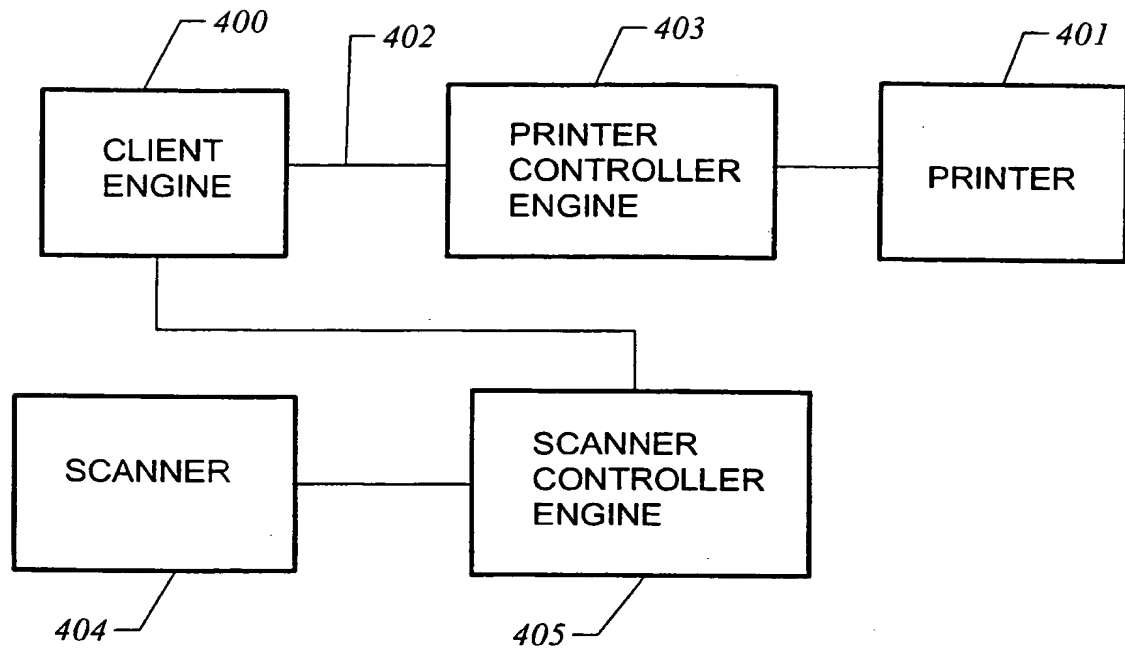 400
402
403
401
CLIENT
ENGINE
PRINTER
CONTROLLER
ENGINE
PRINTER
SCANNER
SCANNER
CONTROLLER
ENGINE
404
405